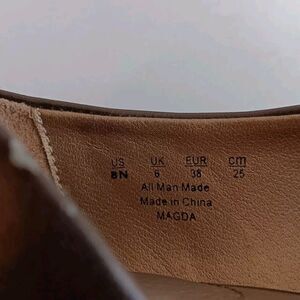 US UK EUR cm
8N 6 38 25
All Man Made
Made in China
MAGDA